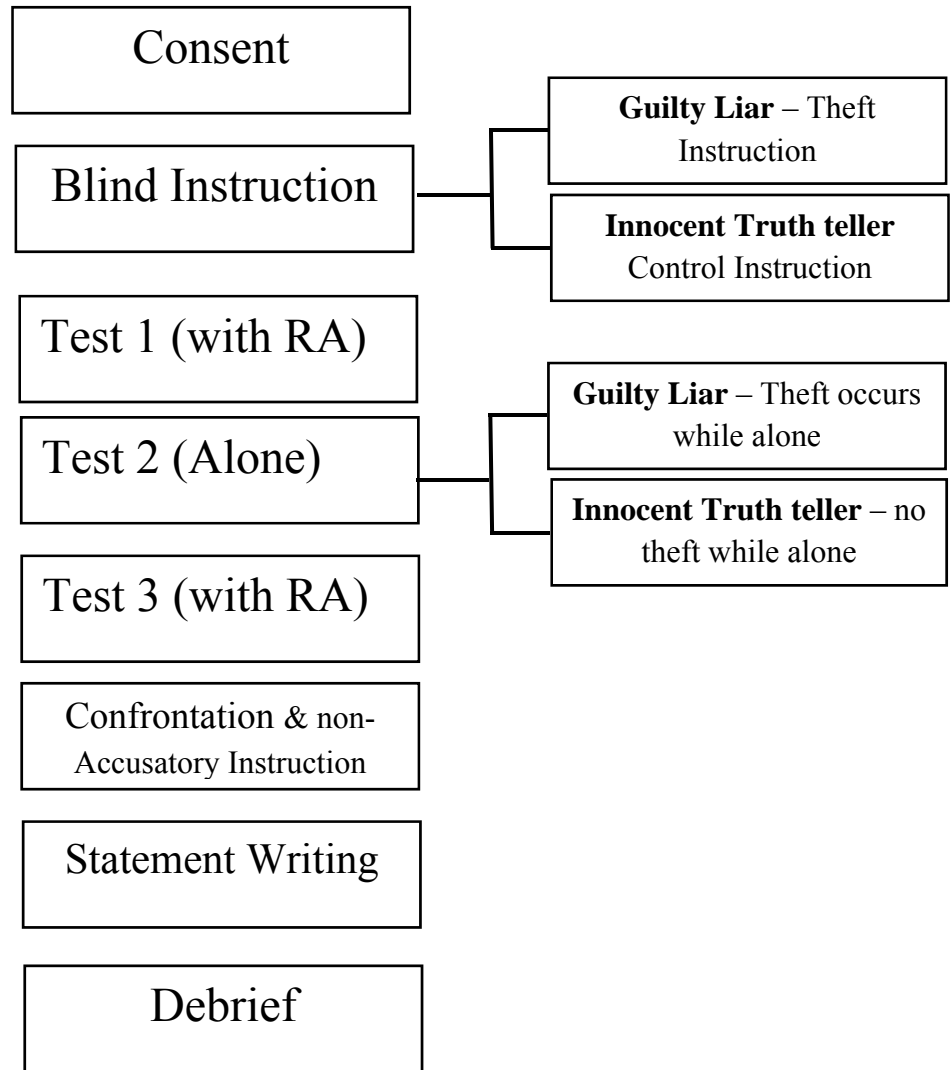 Consent
Blind Instruction
Guilty Liar – Theft
Instruction
Innocent Truth teller
Control Instruction
Test 1 (with RA)
Test 2 (Alone)
Guilty Liar – Theft occurs
while alone
Innocent Truth teller – no
theft while alone
Test 3 (with RA)
Confrontation & non-
Accusatory Instruction
Statement Writing
Debrief